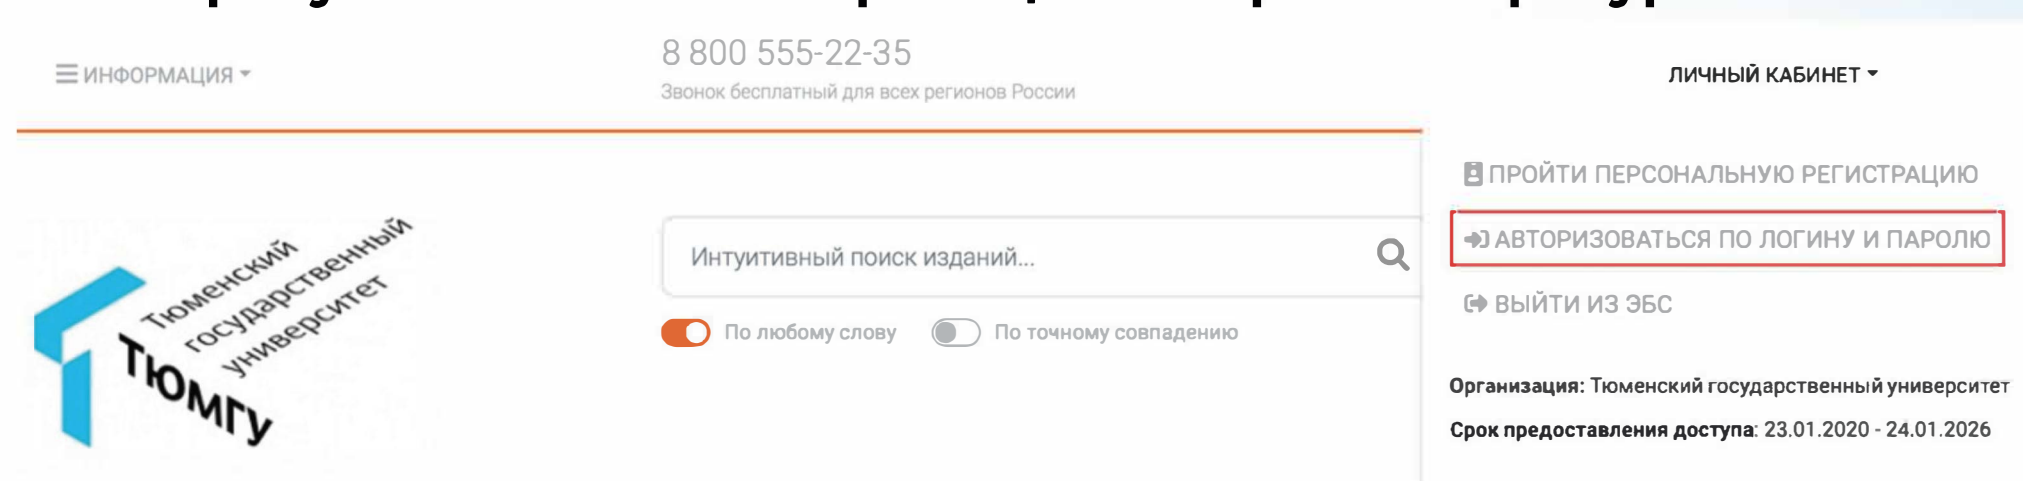 ИНФОРМАЦИЯ
8 800 555-22-35
Звонок бесплатный для всех регионов России
ЛИЧНЫЙ КАБИНЕТ
ПРОЙТИ ПЕРСОНАЛЬНУЮ РЕГИСТРАЦИЮ
АВТОРИЗОВАТЬСЯ ПО ЛОГИНУ И ПАРОЛЮ
ВЫЙТИ ИЗ ЭБС
Организация: Тюменский государственный университет
Срок предоставления доступа: 23.01.2020 - 24.01.2026
Интуитивный поиск изданий...
По любому слову
По точному совпадению
Тюменский
государственный
университет
ТЮМГУ